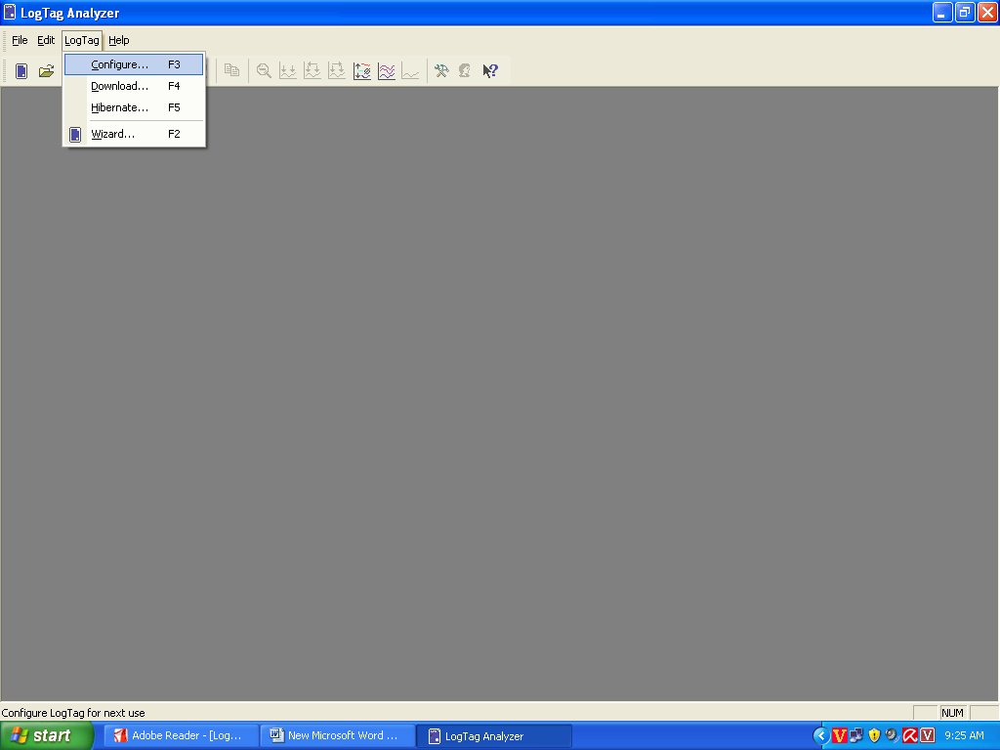 LogTag Analyzer
File Edit LogTag Help
Configure... F3
Download... F4
Hibernate... F5
Wizard... F2
Configure LogTag for next use
NUM
start
Adobe Reader - [Log...
New Microsoft Word ...
LogTag Analyzer
9:25 AM